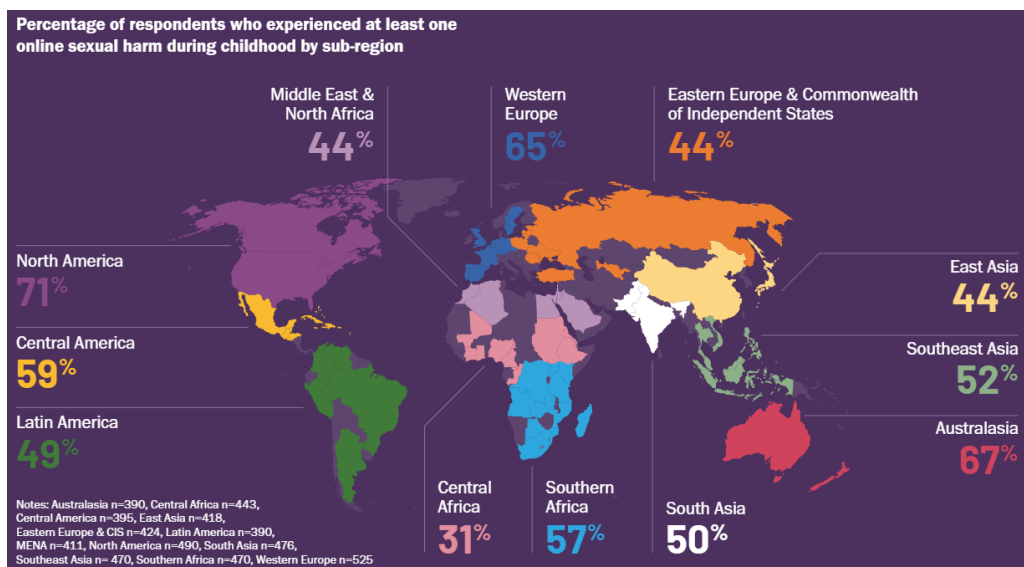 Percentage of respondents who experienced at least one
online sexual harm during childhood by sub-region
Middle East &
North Africa
44%
Western
Europe
65%
Eastern Europe & Commonwealth
of Independent States
44%
North America
71%
East Asia
44%
Central America
59%
Southeast Asia
52%
Latin America
49%
Australasia
67%
Central
Africa
31%
Southern
Africa
57%
South Asia
50%
Notes: Australasia n=390, Central Africa n=443,
Central America n=395, East Asia n=418,
Eastern Europe & CIS n=424, Latin America n=390,
MENA n=411, North America n=490, South Asia n=476,
Southeast Asia n= 470, Southern Africa n=470, Western Europe n=525